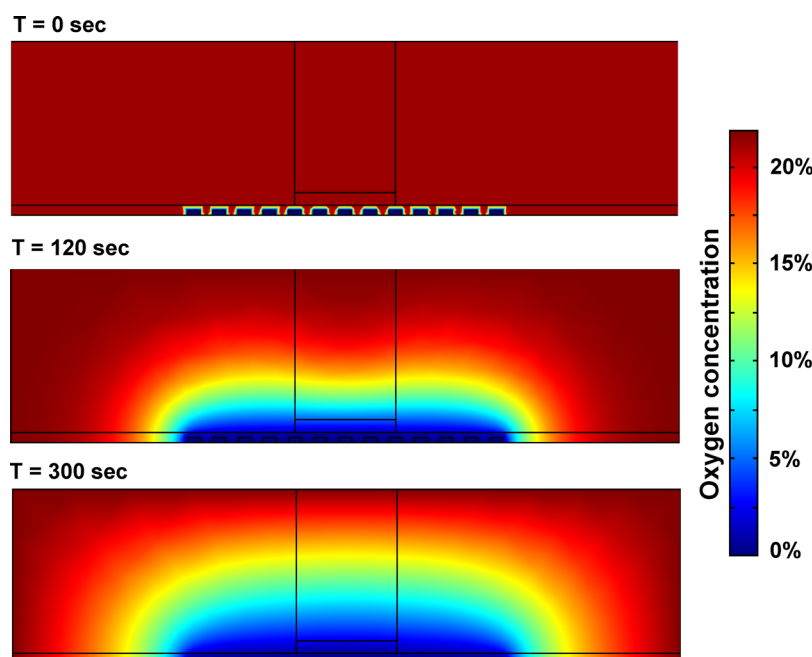 T = 0 sec
T = 120 sec
T = 300 sec
Oxygen concentration
20%
15%
10%
5%
0%